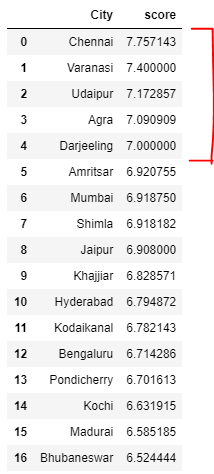 City score
0 Chennai 7.757143
1 Varanasi 7.400000
2 Udaipur 7.172857
3 Agra 7.090909
4 Darjeeling 7.000000
5 Amritsar 6.920755
6 Mumbai 6.918750
7 Shimla 6.918182
8 Jaipur 6.908000
9 Khajjiar 6.828571
10 Hyderabad 6.794872
11 Kodaikanal 6.782143
12 Bengaluru 6.714286
13 Pondicherry 6.701613
14 Kochi 6.631915
15 Madurai 6.585185
16 Bhubaneswar 6.524444